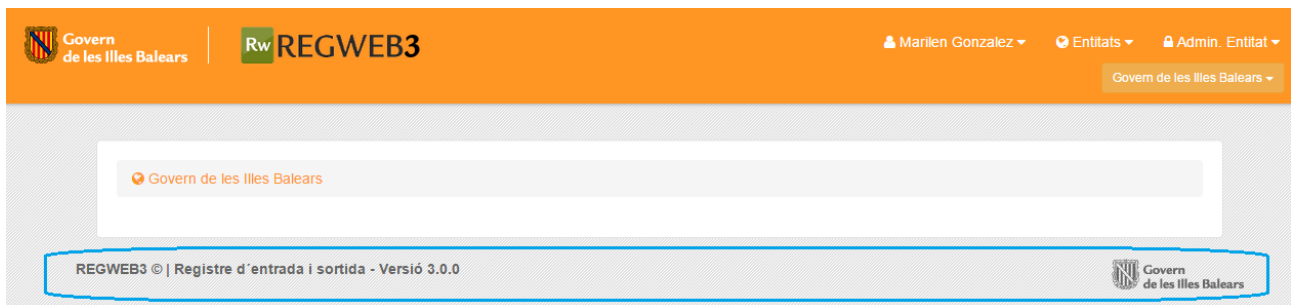 Govern
de les Illes Balears
Rw REGWEB3
Marilen Gonzalez
Entitats
Admin. Entitat
Govern de les Illes Balears
Govern de les Illes Balears
REGWEB3 © | Registre d´entrada i sortida - Versió 3.0.0
Govern
de les Illes Balears